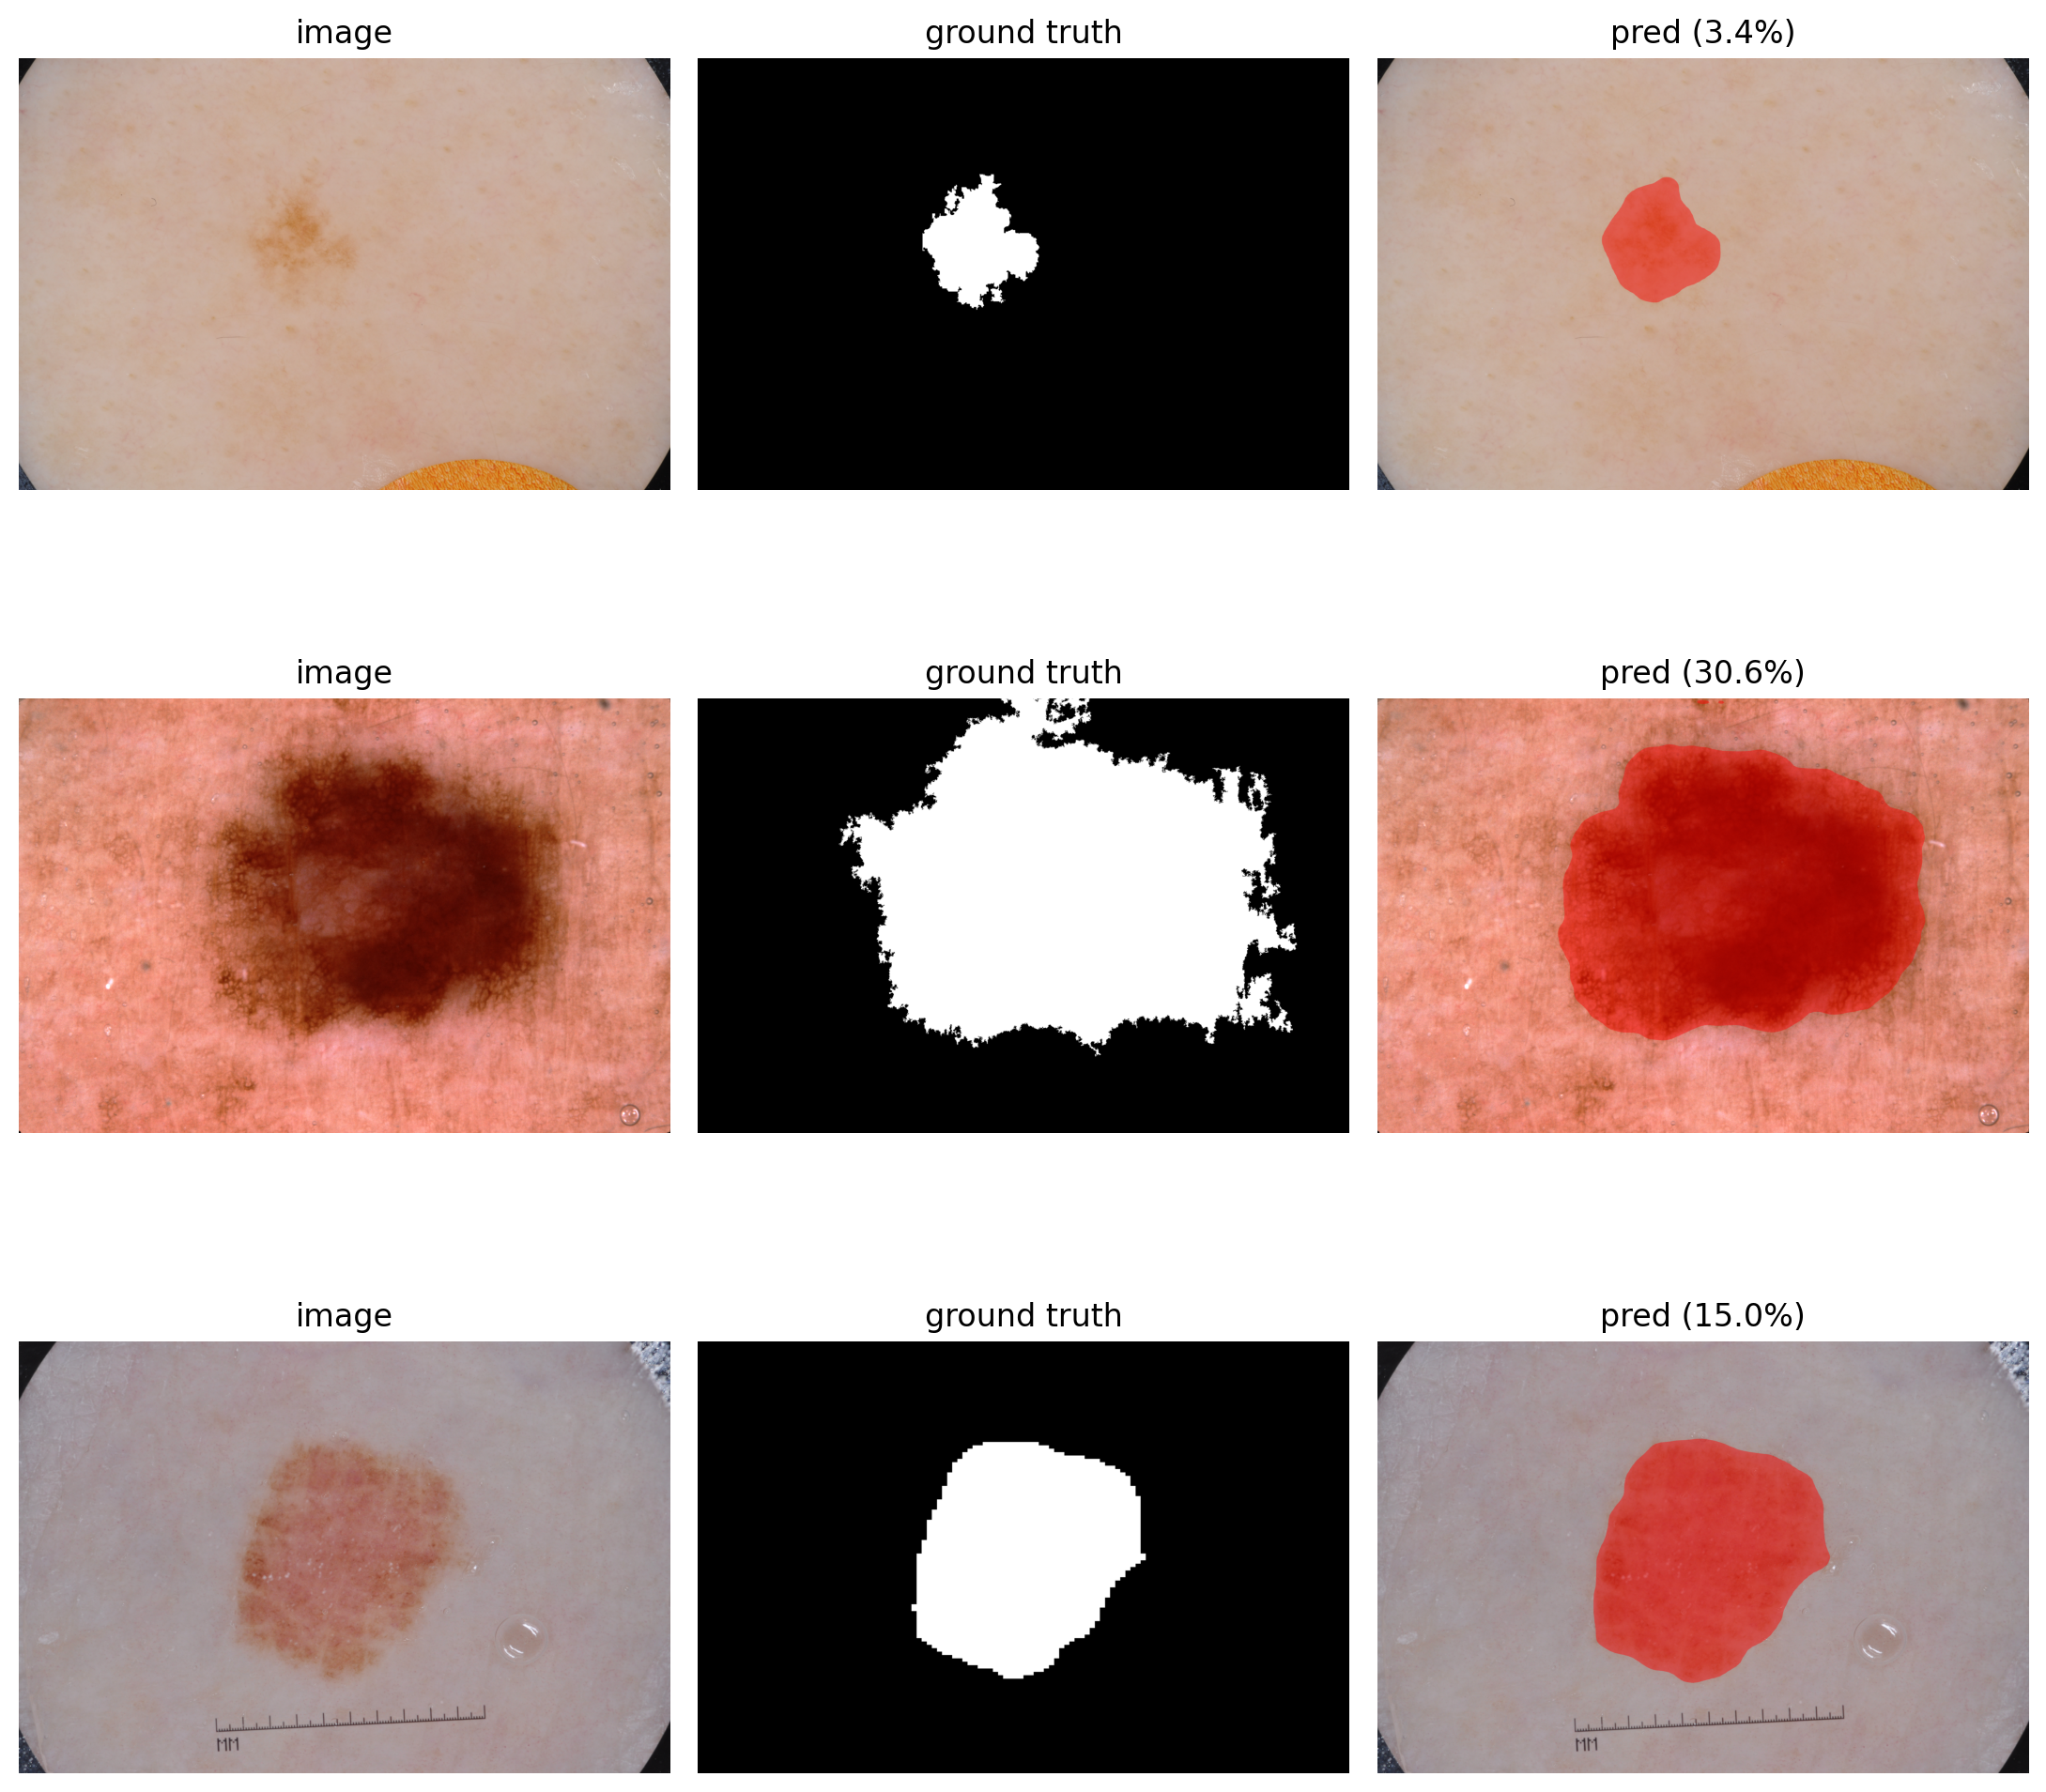 image ground truth pred (3.4%)
image ground truth pred (30.6%)
image ground truth pred (15.0%)
MM MM